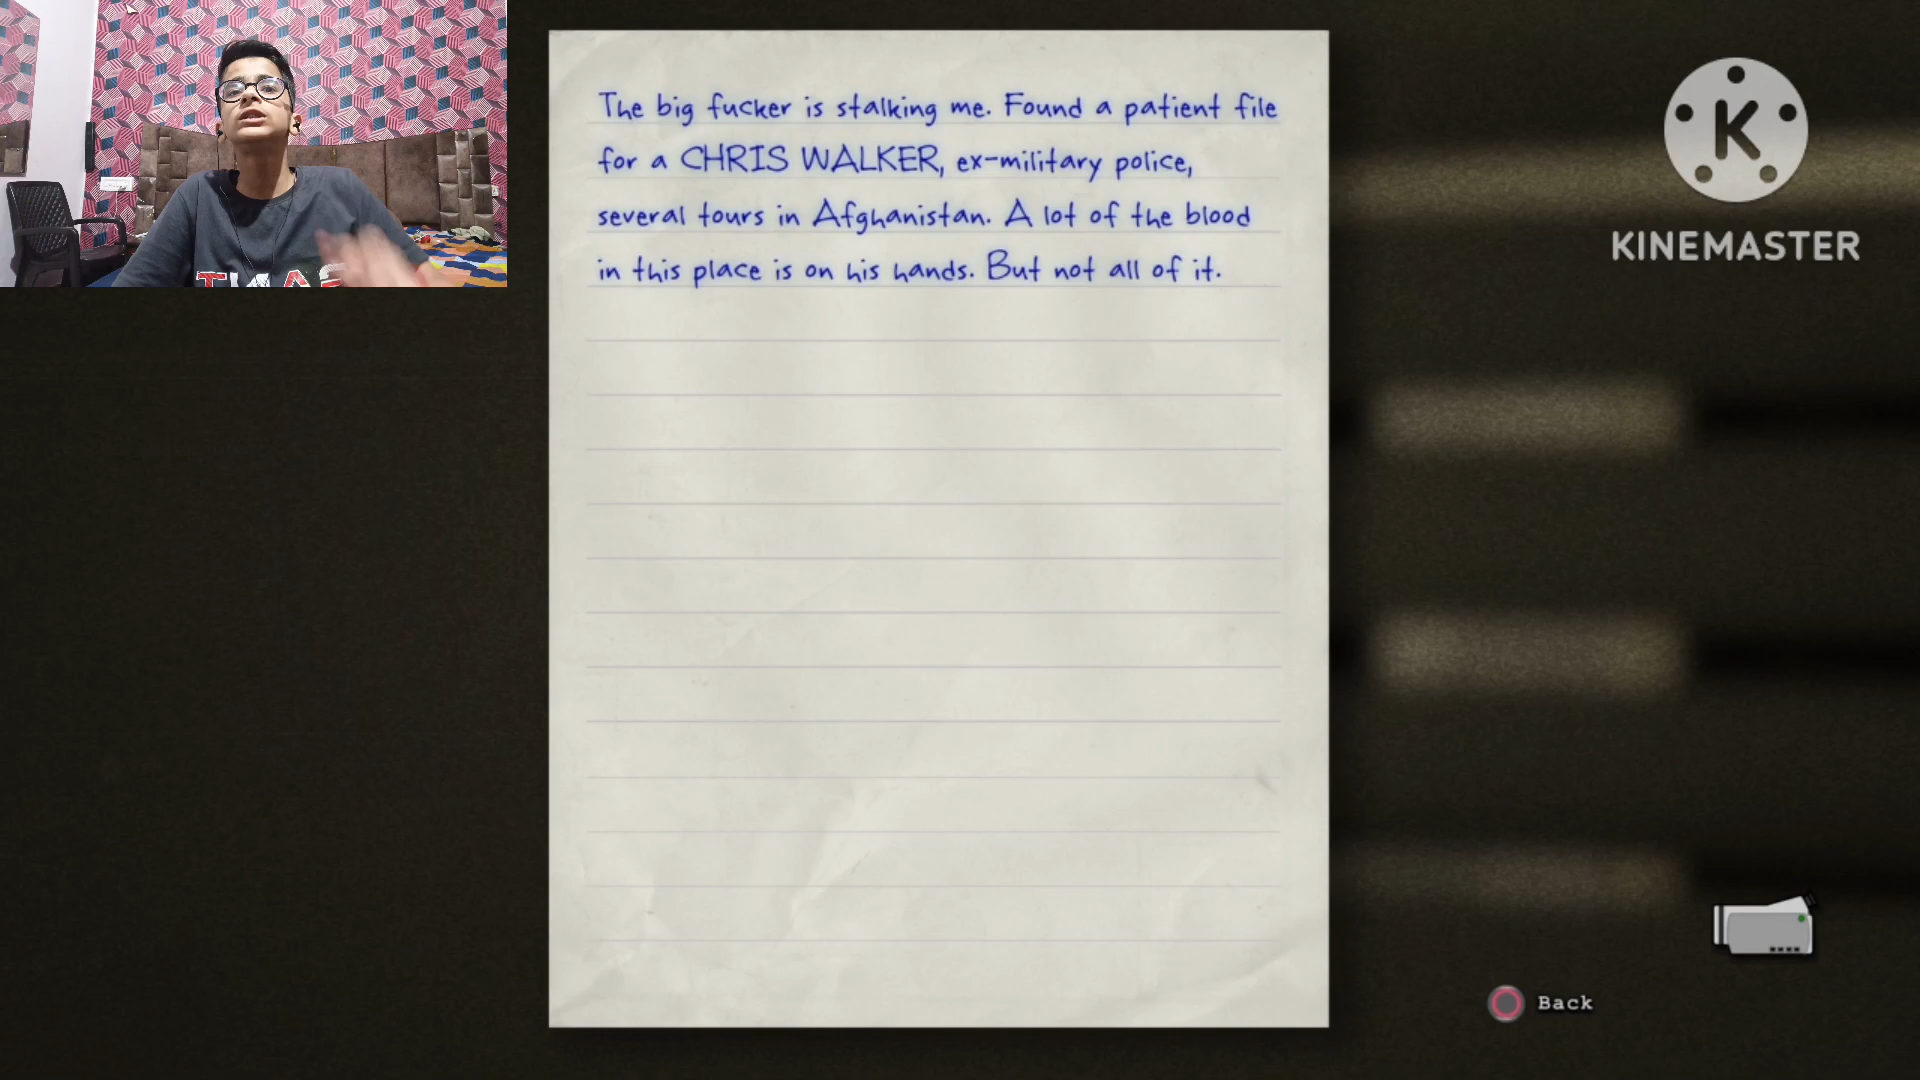 The big fucker is stalking me. Found a patient file
for a CHRIS WALKER, ex-military police,
several tours in Afghanistan. A lot of the blood
in this place is on his hands. But not all of it.
K
KINEMASTER
Back